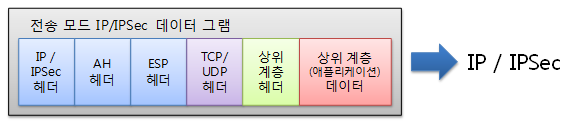 전송 모드 IP/IPSec 데이터 그램
IP /
IPSec
헤더
AH
헤더
ESP
헤더
TCP/
UDP
헤더
상위
계층
헤더
상위 계층
(애플리케이션)
데이터
IP / IPSec